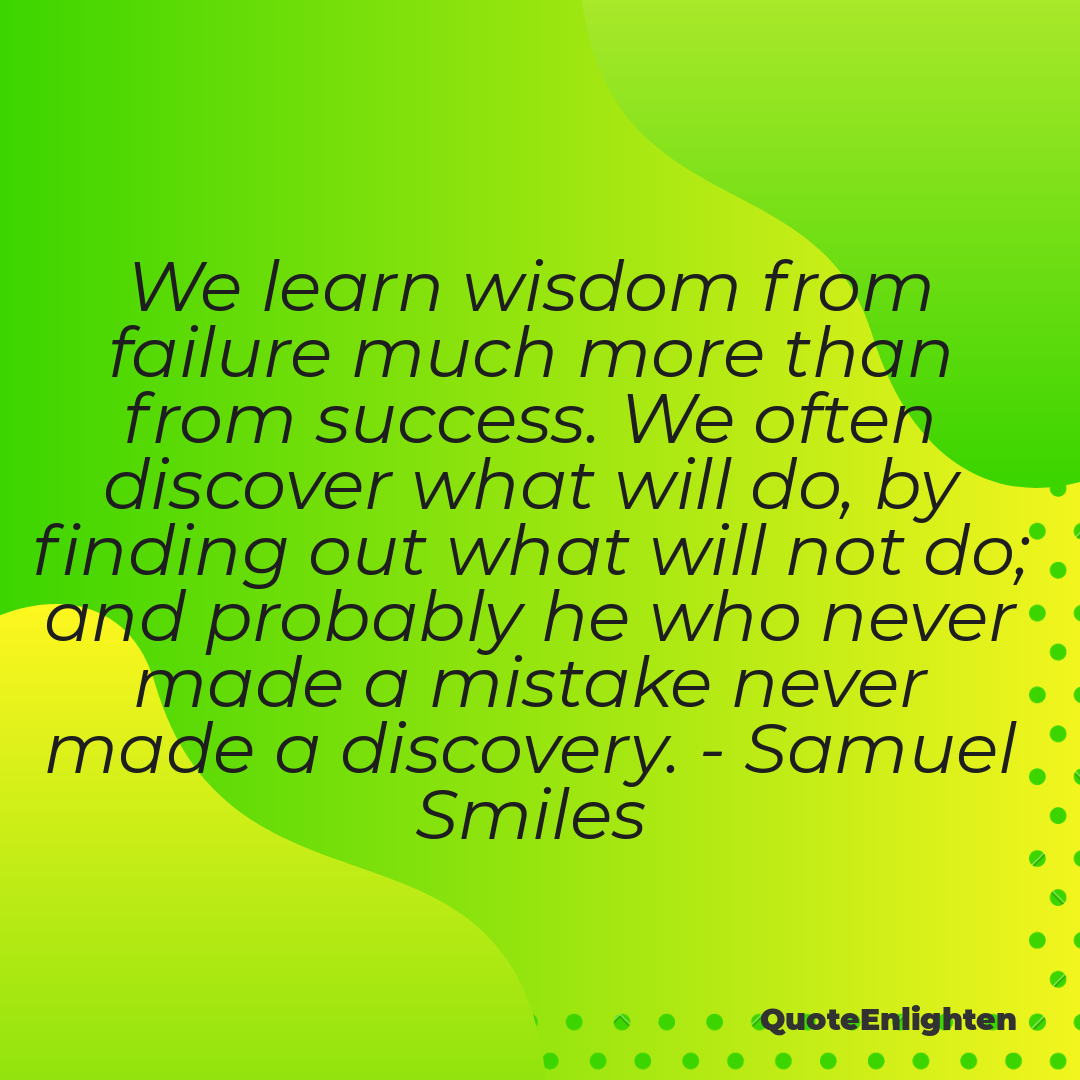 We learn wisdom from
failure much more than
from success. We often
discover what will do, by
finding out what will not do;
and probably he who never
made a mistake never
made a discovery. - Samuel
Smiles
QuoteEnlighten